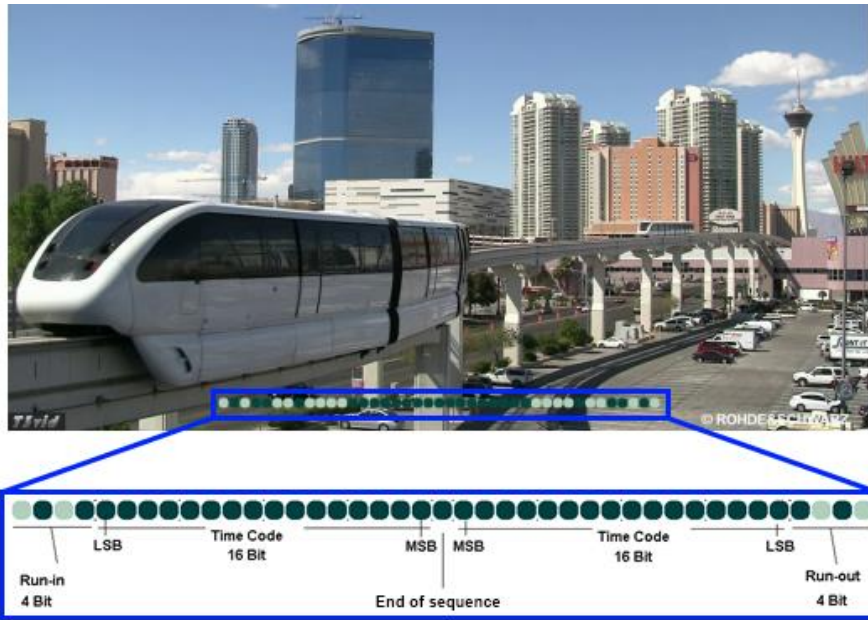 TSvid
© ROHDE&SCHWARZ
LSB
Time Code
16 Bit
MSB
MSB
Time Code
16 Bit
LSB
Run-in
4 Bit
End of sequence
Run-out
4 Bit